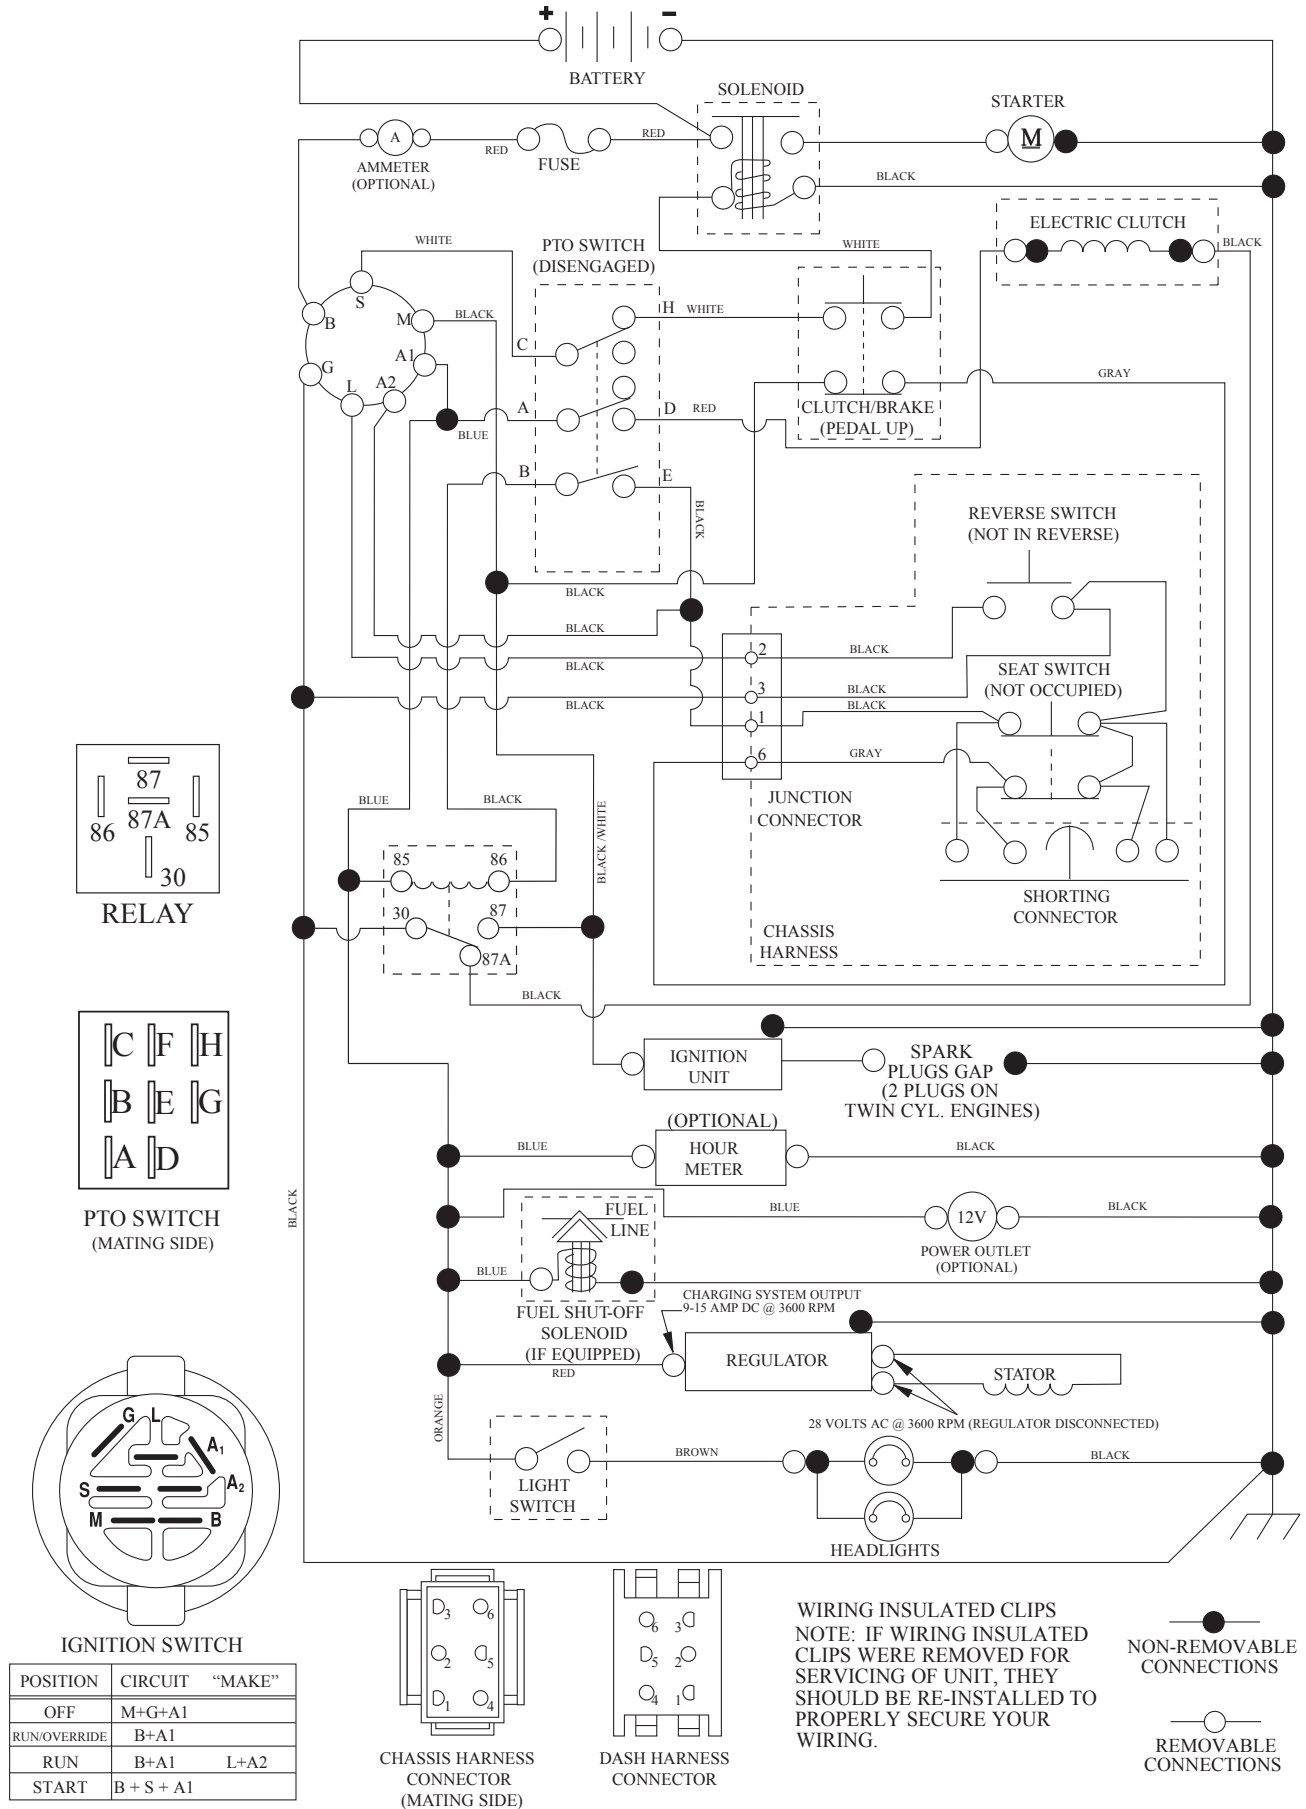 + −
BATTERY
SOLENOID
STARTER
M
A
AMMETER
(OPTIONAL)
RED
FUSE
RED
BLACK
ELECTRIC CLUTCH
BLACK
WHITE
PTO SWITCH
(DISENGAGED)
WHITE
S
B
M
BLACK
H
WHITE
C
A1
G
L
A2
GRAY
CLUTCH/BRAKE
(PEDAL UP)
A
BLUE
D
RED
B
E
BLACK
REVERSE SWITCH
(NOT IN REVERSE)
BLACK
BLACK
2
BLACK
BLACK
SEAT SWITCH
(NOT OCCUPIED)
3
BLACK
BLACK
1
BLACK
6
GRAY
JUNCTION
CONNECTOR
87
87A
86
85
30
RELAY
BLUE
BLACK
BLACK /WHITE
85
86
30
87
87A
SHORTING
CONNECTOR
CHASSIS
HARNESS
BLACK
C F H
B E G
A D
PTO SWITCH
(MATING SIDE)
IGNITION
UNIT
SPARK
PLUGS GAP
(2 PLUGS ON
TWIN CYL. ENGINES)
(OPTIONAL)
HOUR
METER
BLUE
BLACK
BLACK
FUEL
LINE
BLUE
12V
BLACK
POWER OUTLET
(OPTIONAL)
BLUE
FUEL SHUT-OFF
SOLENOID
(IF EQUIPPED)
CHARGING SYSTEM OUTPUT
9-15 AMP DC @ 3600 RPM
REGULATOR
RED
STATOR
28 VOLTS AC @ 3600 RPM (REGULATOR DISCONNECTED)
ORANGE
LIGHT
SWITCH
BROWN
BLACK
HEADLIGHTS
G L
A1
S
A2
M
B
IGNITION SWITCH
POSITION CIRCUIT “MAKE”
OFF M+G+A1
RUN/OVERRIDE B+A1
RUN B+A1 L+A2
START B + S + A1
3 6
2 5
1 4
CHASSIS HARNESS
CONNECTOR
(MATING SIDE)
6 3
5 2
4 1
DASH HARNESS
CONNECTOR
WIRING INSULATED CLIPS
NOTE: IF WIRING INSULATED
CLIPS WERE REMOVED FOR
SERVICING OF UNIT, THEY
SHOULD BE RE-INSTALLED TO
PROPERLY SECURE YOUR
WIRING.
NON-REMOVABLE
CONNECTIONS
REMOVABLE
CONNECTIONS